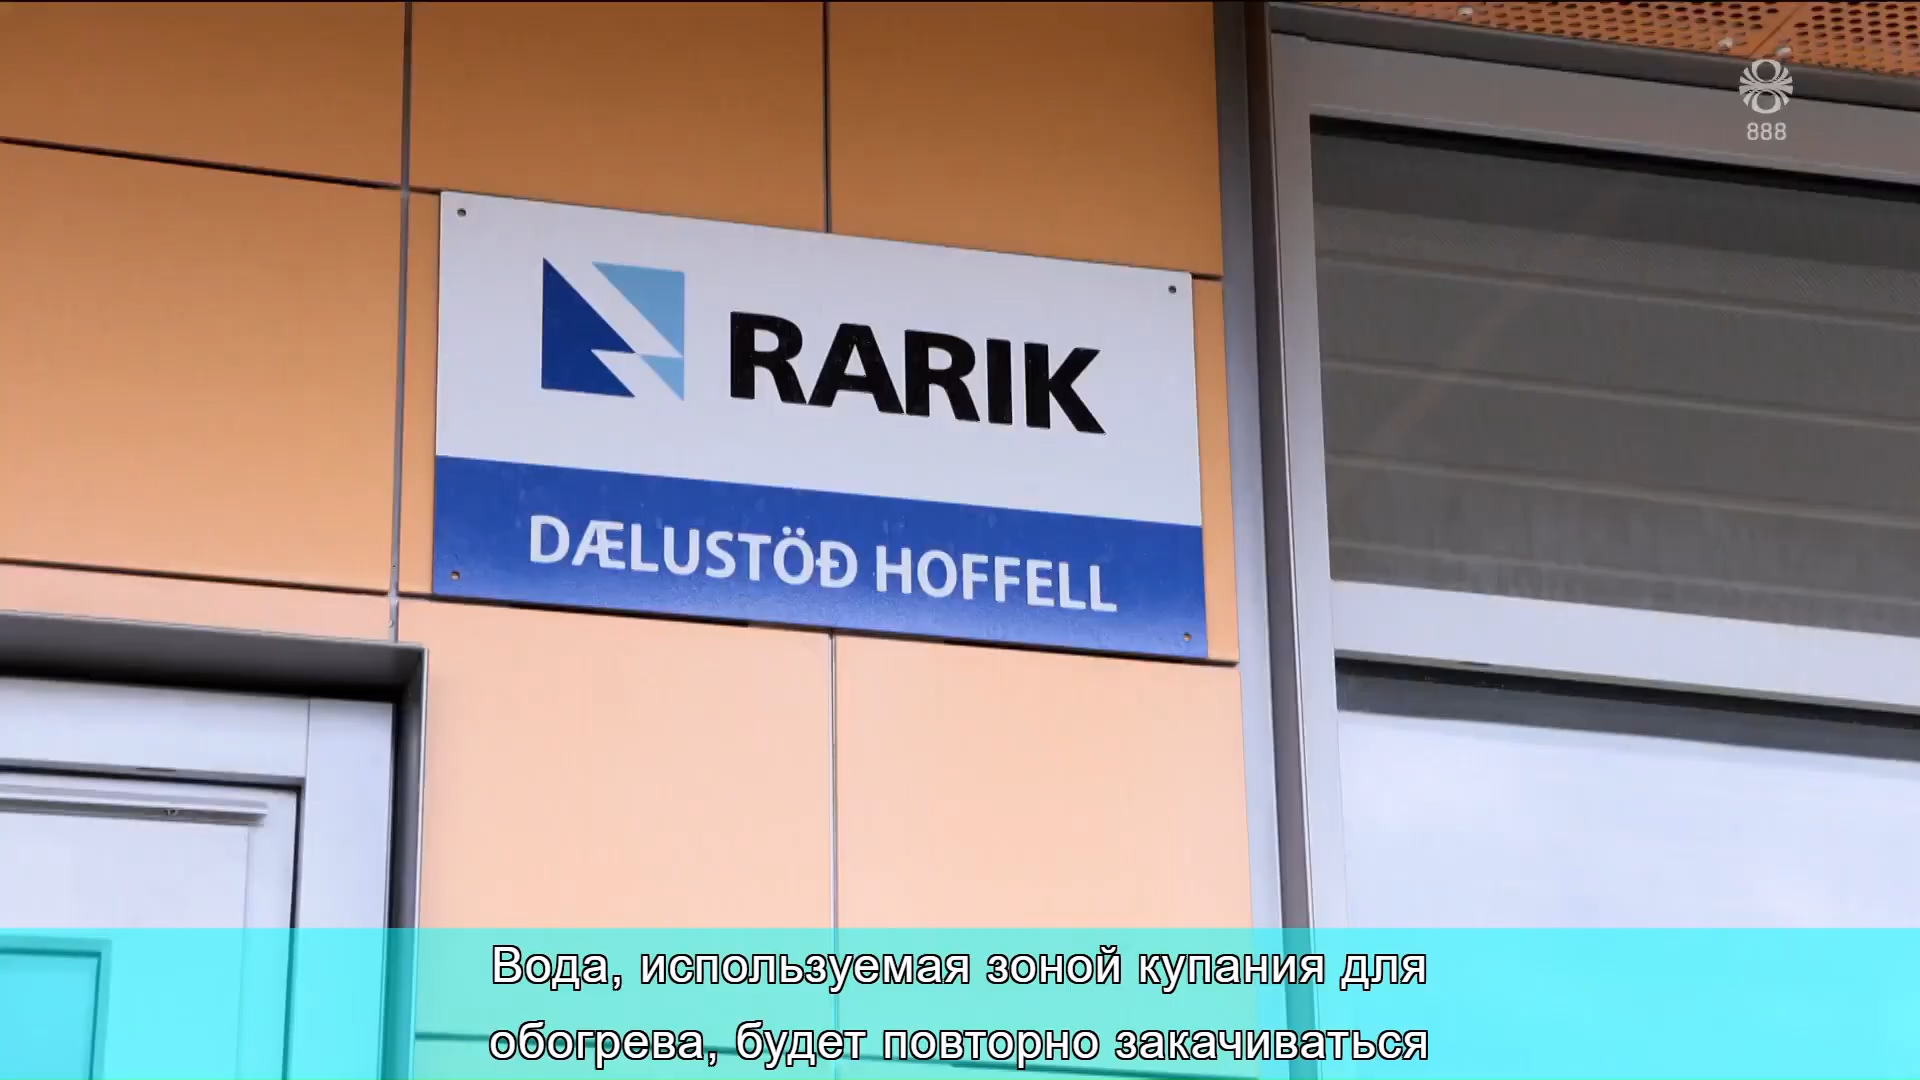 888
RARIK
DÆLUSTÖÐ HOFFELL
Вода, используемая зоной купания для
обогрева, будет повторно закачиваться